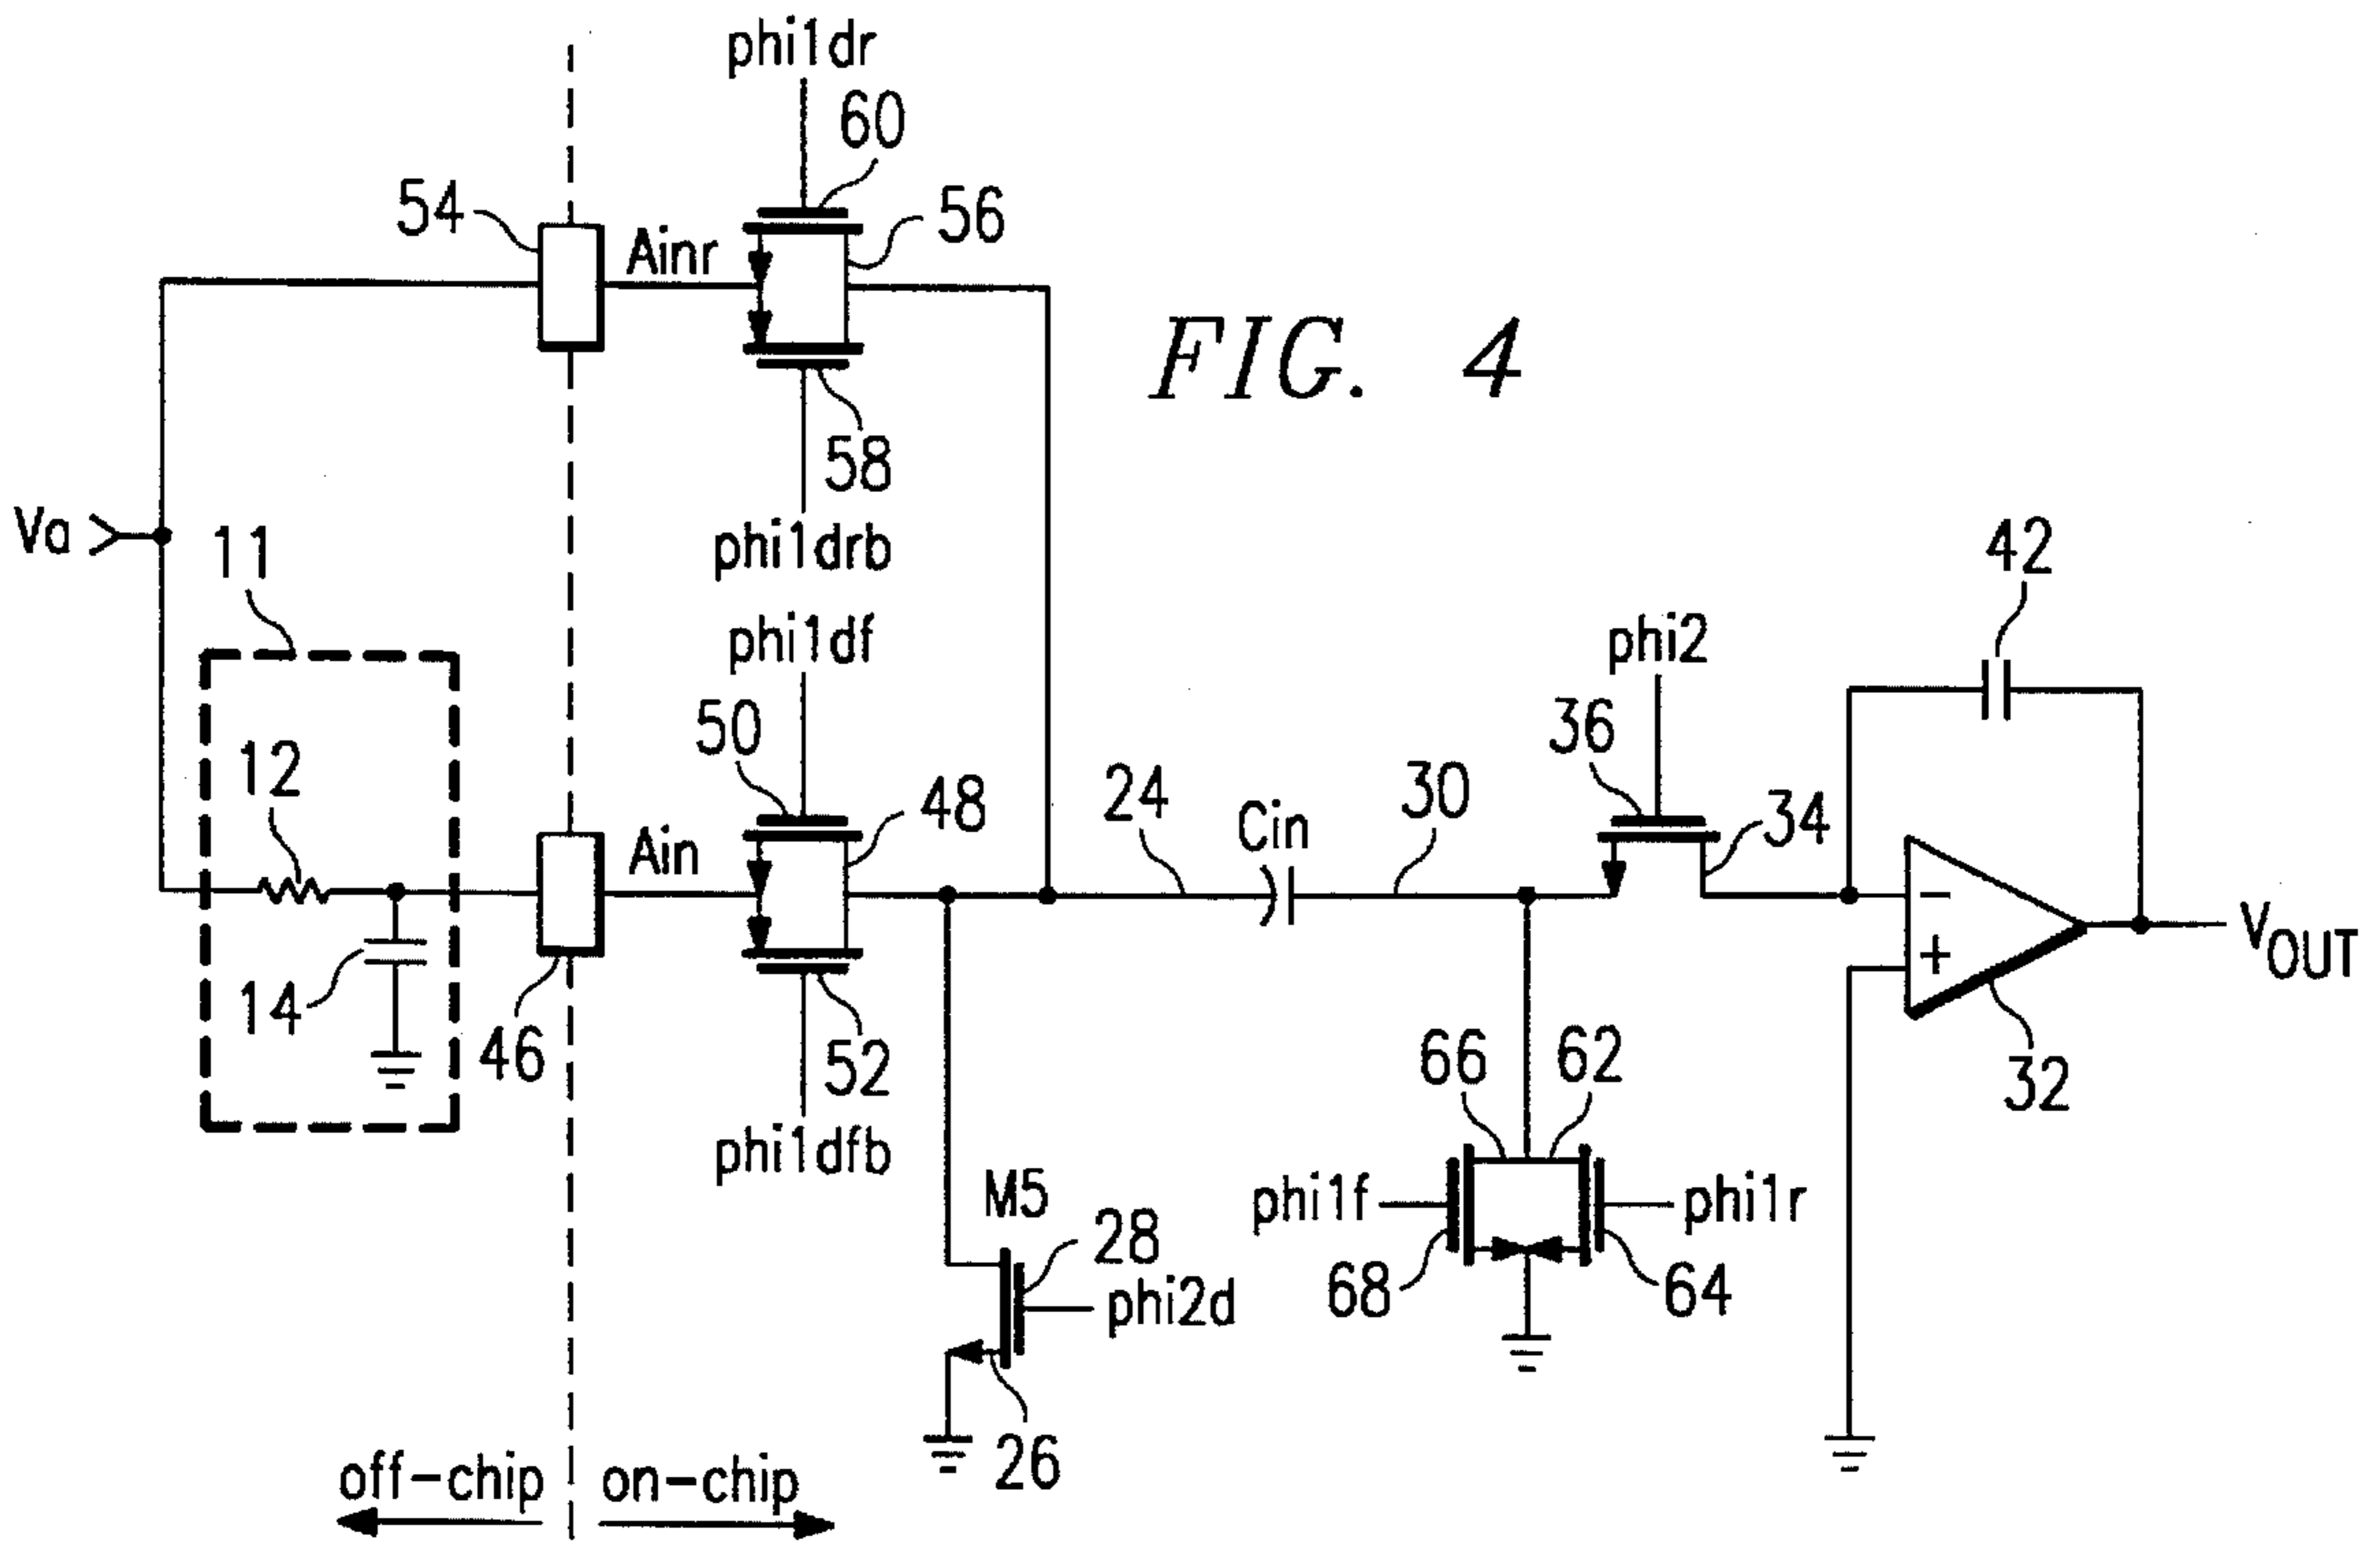 phi1dr
60
54
Ainr
56
FIG. 4
58
phi1drb
Va
11
42
phi1df
phi2
50
36
12
48
24
Cin
30
34
Ain
14
46
52
phi1dfb
VOUT
66
62
32
M5
28
phi2d
phi1f
phi1r
68
64
26
off-chip
on-chip